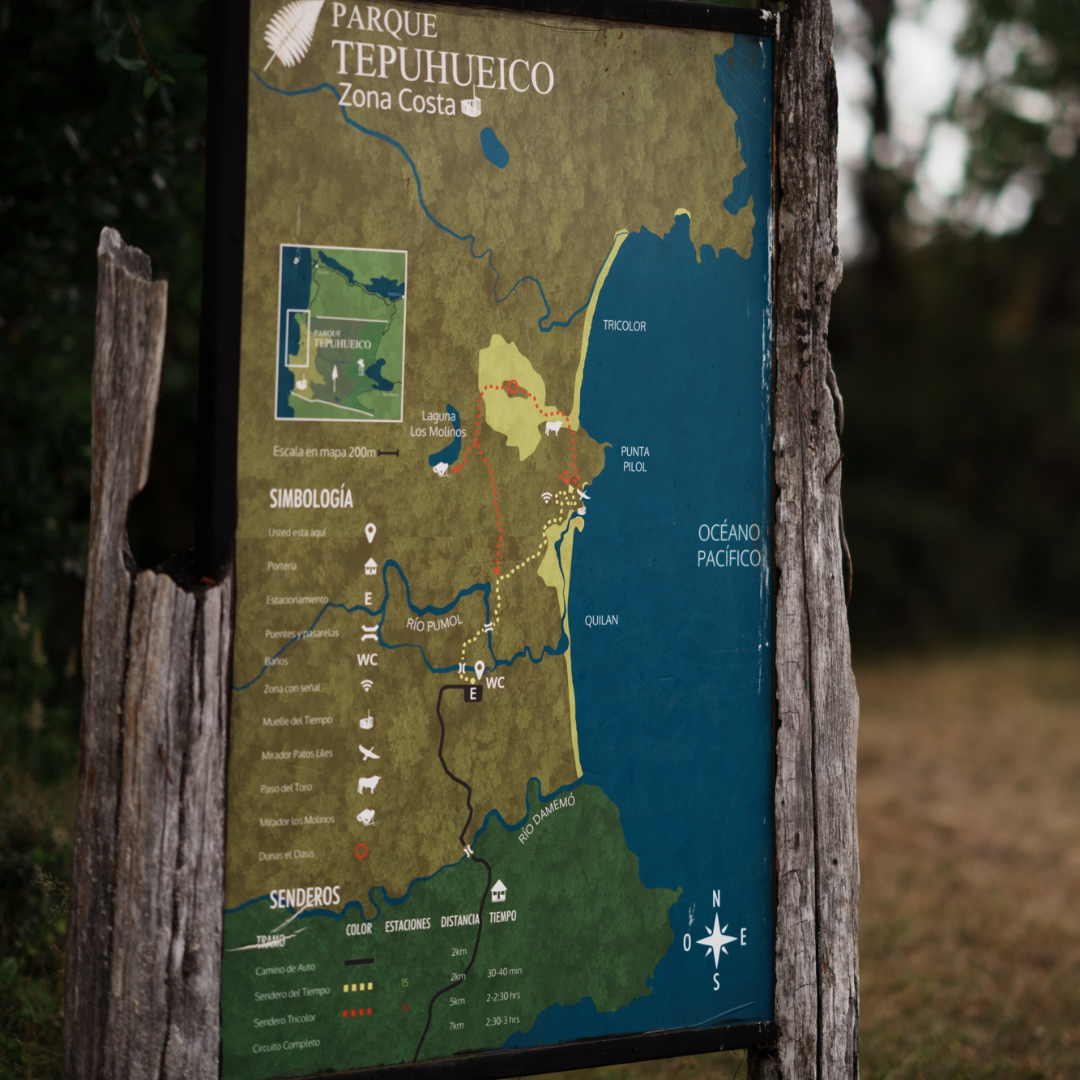 PARQUE
TEPUHUEICO
Zona Costa
PARQUE
TEPUHUEICO
TRICOLOR
Laguna
Los Molinos
Escala en mapa 200m
PUNTA
PILOL
SIMBOLOGÍA
OCÉANO
PACÍFICO
Usted esta aquí
Portería
Estacionamiento E
Puentes y pasarelas
RÍO PUMOL
QUILAN
Baños WC
WC
E
Zona con señal
Muelle del Tiempo
Mirador Patos Liles
Paso del Toro
Mirador los Molinos
RÍO DAMEMÓ
Dunas el Oasis
SENDEROS
TRAMO COLOR ESTACIONES DISTANCIA TIEMPO
Camino de Auto 2km
Sendero del Tiempo 15 2km 30-40 min
Sendero Tricolor 5km 2-2:30 hrs
Circuito Completo 7km 2:30-3 hrs
N
O E
S